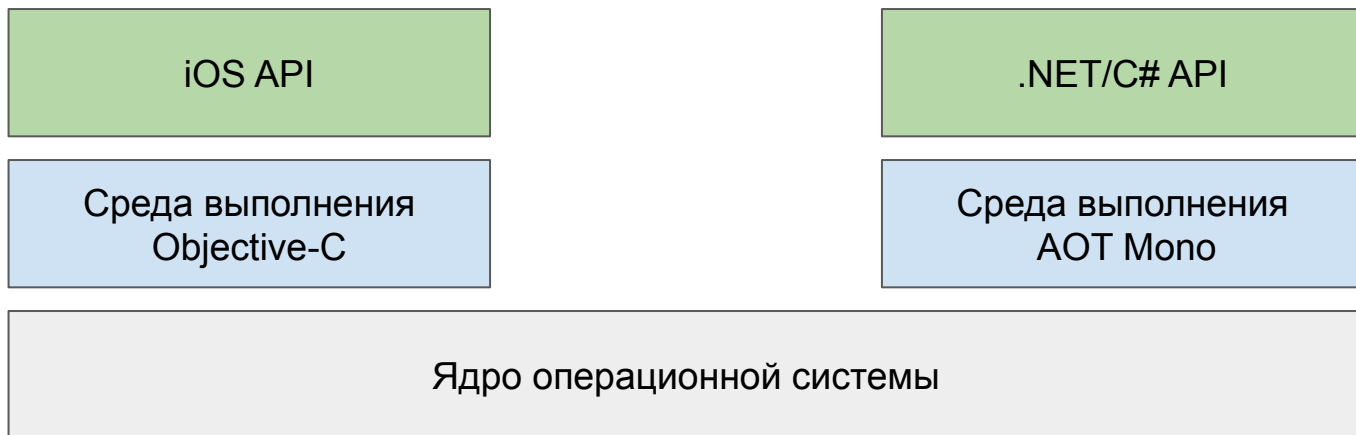 iOS API
.NET/C# API
Среда выполнения
Objective-C
Среда выполнения
AOT Mono
Ядро операционной системы